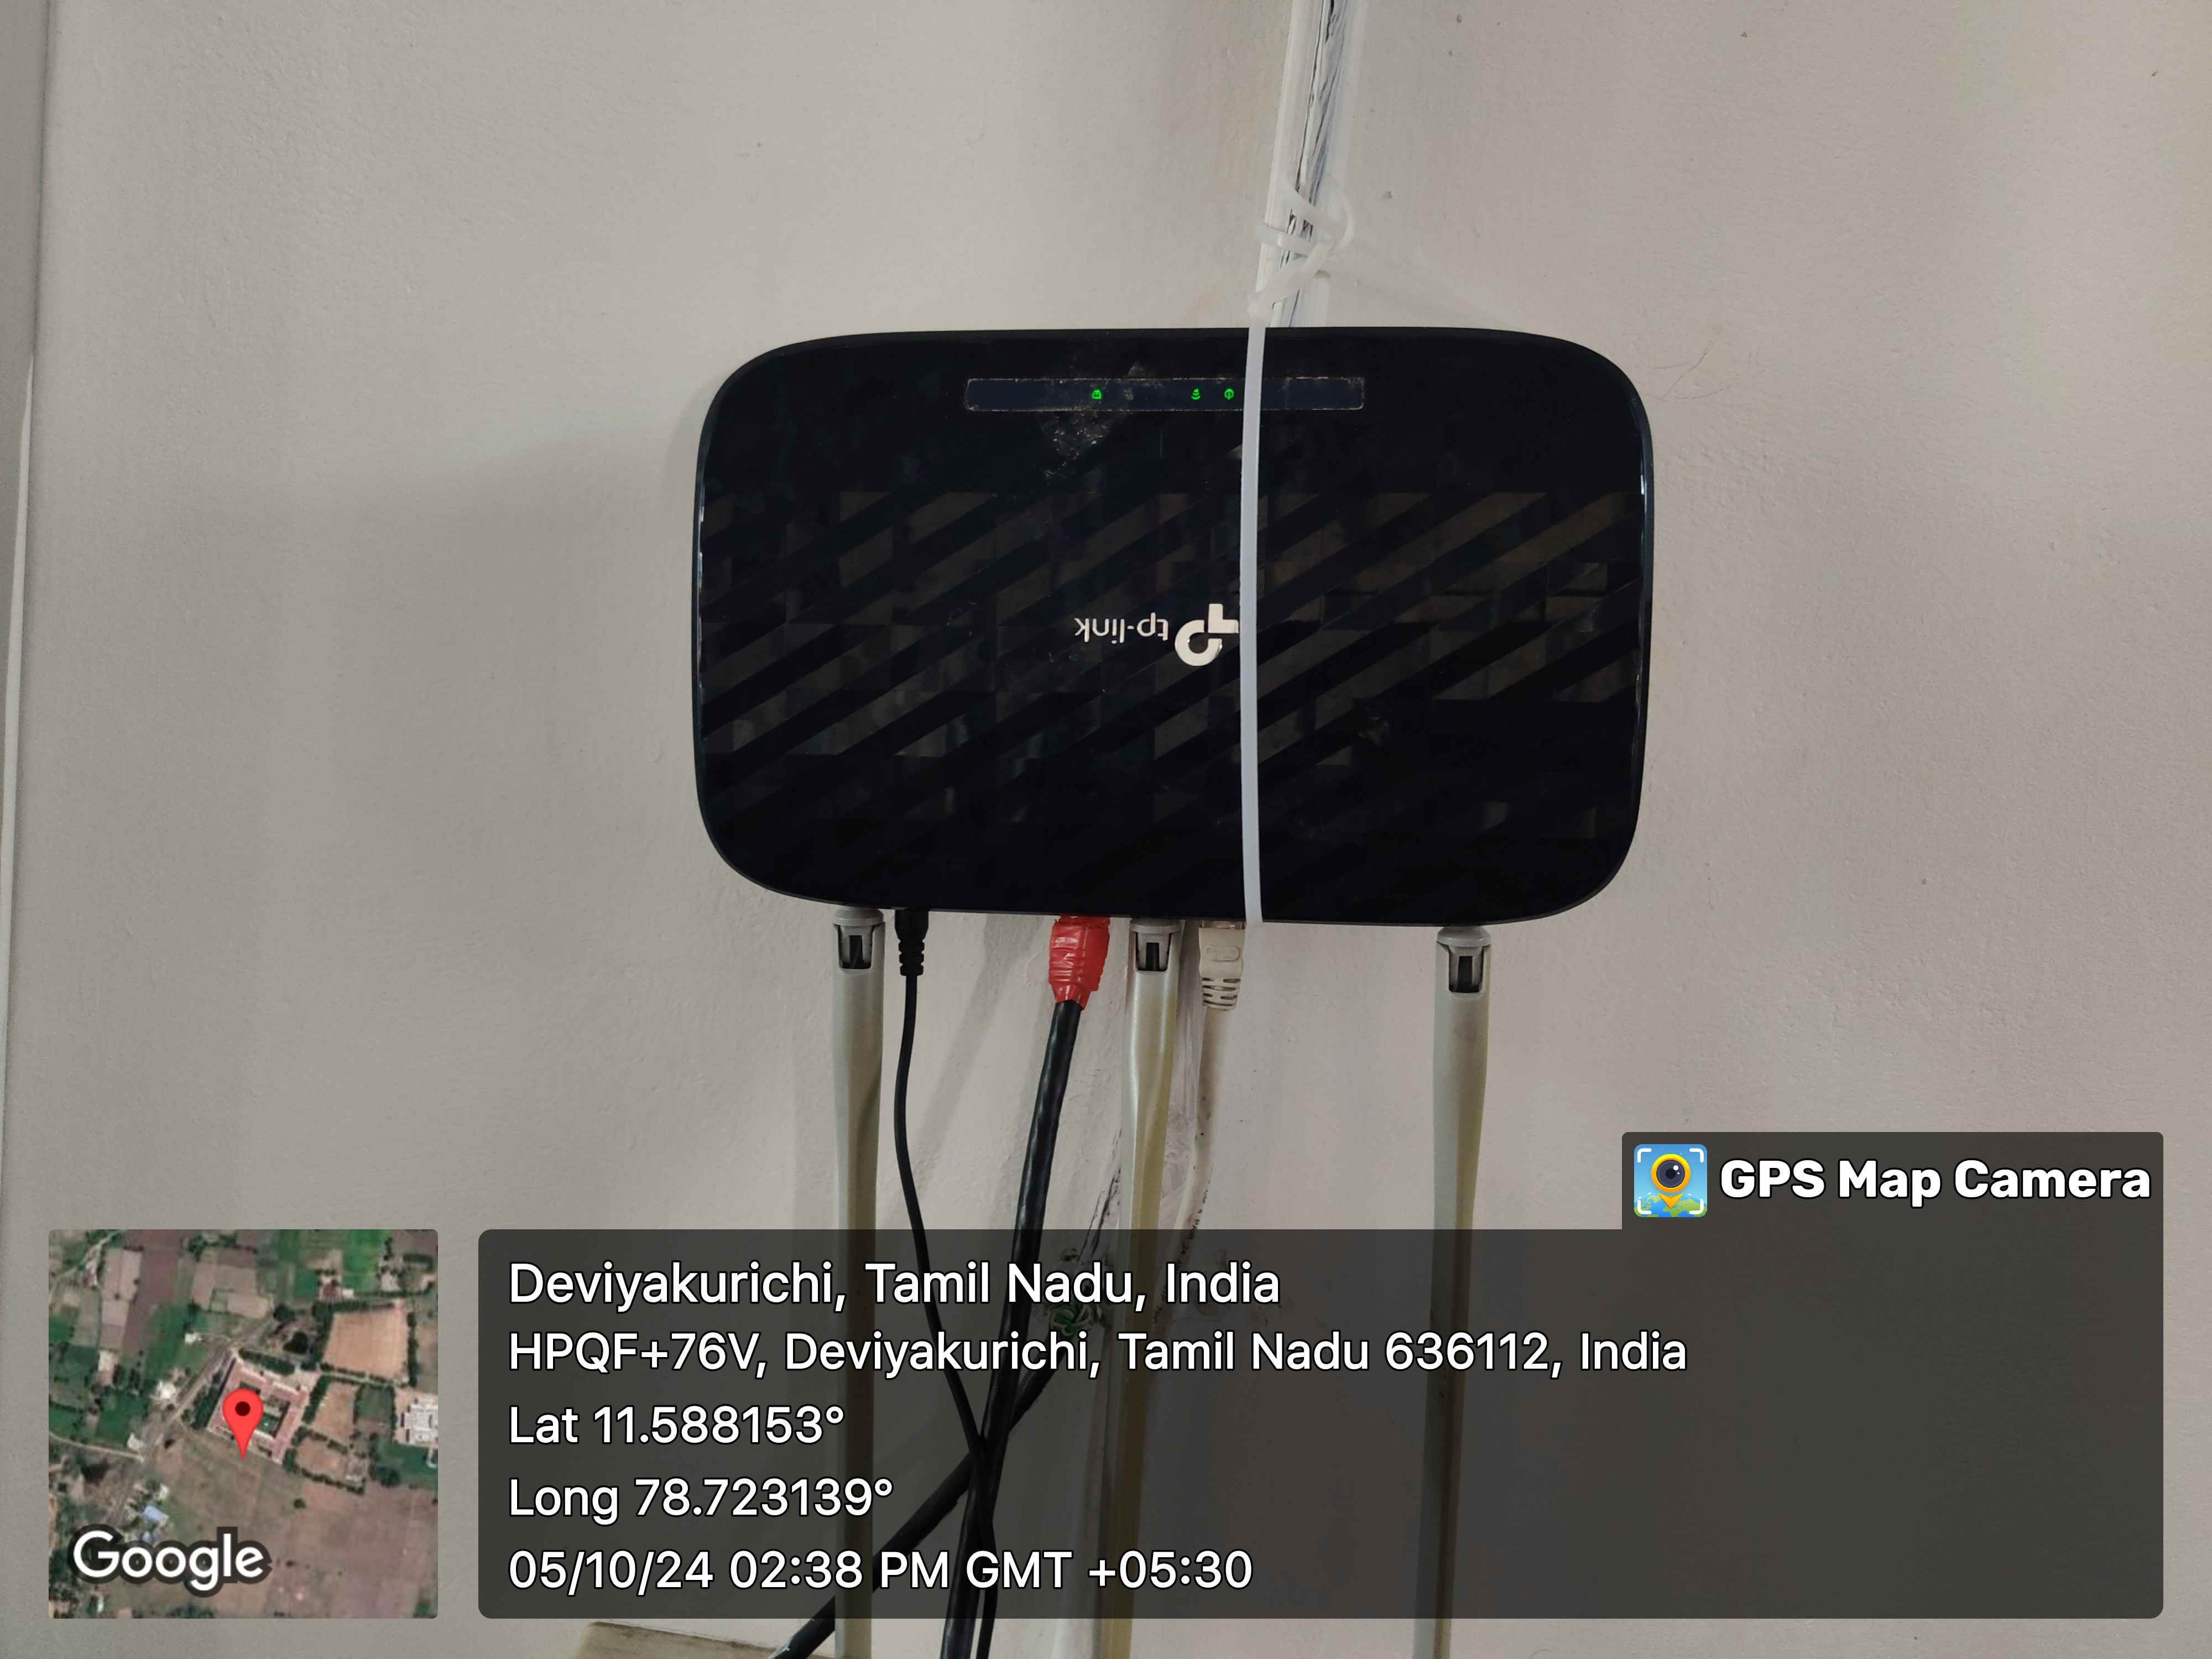 tp-link
GPS Map Camera
Deviyakurichi, Tamil Nadu, India
HPQF+76V, Deviyakurichi, Tamil Nadu 636112, India
Lat 11.588153°
Long 78.723139°
05/10/24 02:38 PM GMT +05:30
Google